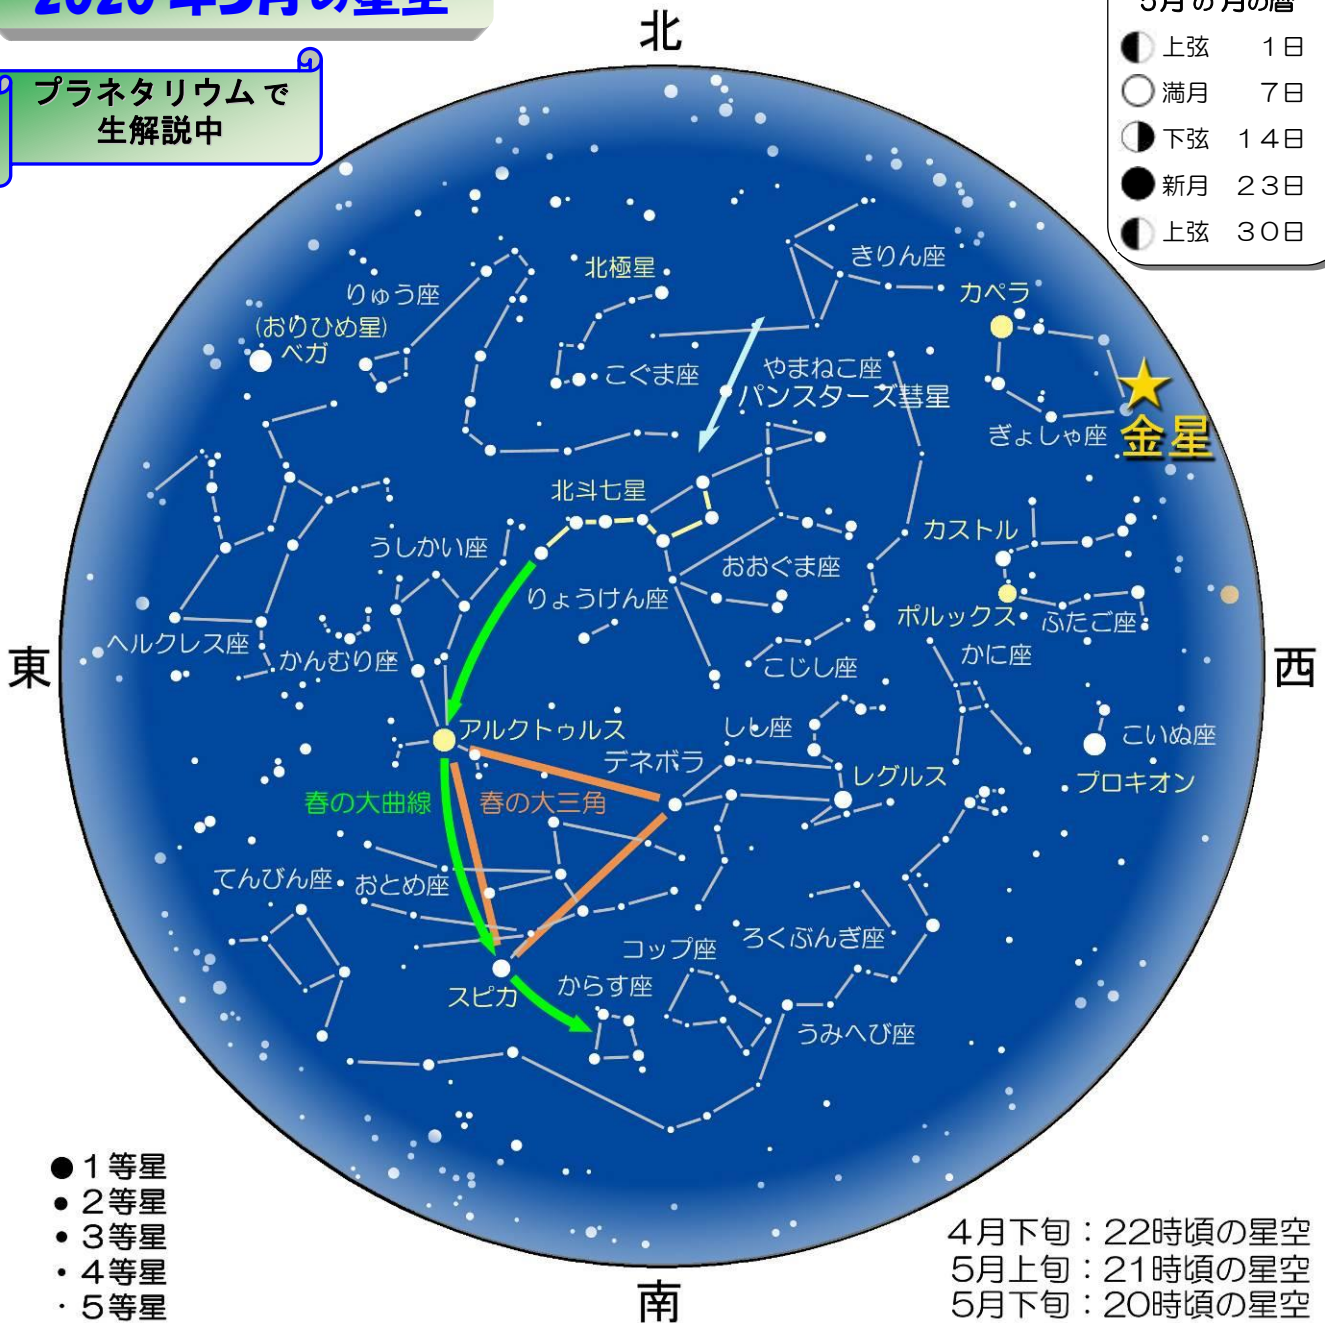 2020年5月の星空
プラネタリウムで
生解説中
5月の月の暦
上弦 1日
満月 7日
下弦 14日
新月 23日
上弦 30日
北
北極星
きりん座
りゅう座
カペラ
(おりひめ星)
ベガ
こぐま座
やまねこ座
パンスターズ彗星
ぎょしゃ座
金星
北斗七星
カストル
うしかい座
おおぐま座
りょうけん座
ポルックス
ふたご座
ヘルクレス座
かんむり座
こじし座
かに座
東
西
アルクトゥルス
しし座
こいぬ座
デネボラ
レグルス
プロキオン
春の大曲線
春の大三角
てんびん座
おとめ座
コップ座
ろくぶんぎ座
スピカ
からす座
うみへび座
南
1等星
2等星
3等星
4等星
5等星
4月下旬：22時頃の星空
5月上旬：21時頃の星空
5月下旬：20時頃の星空